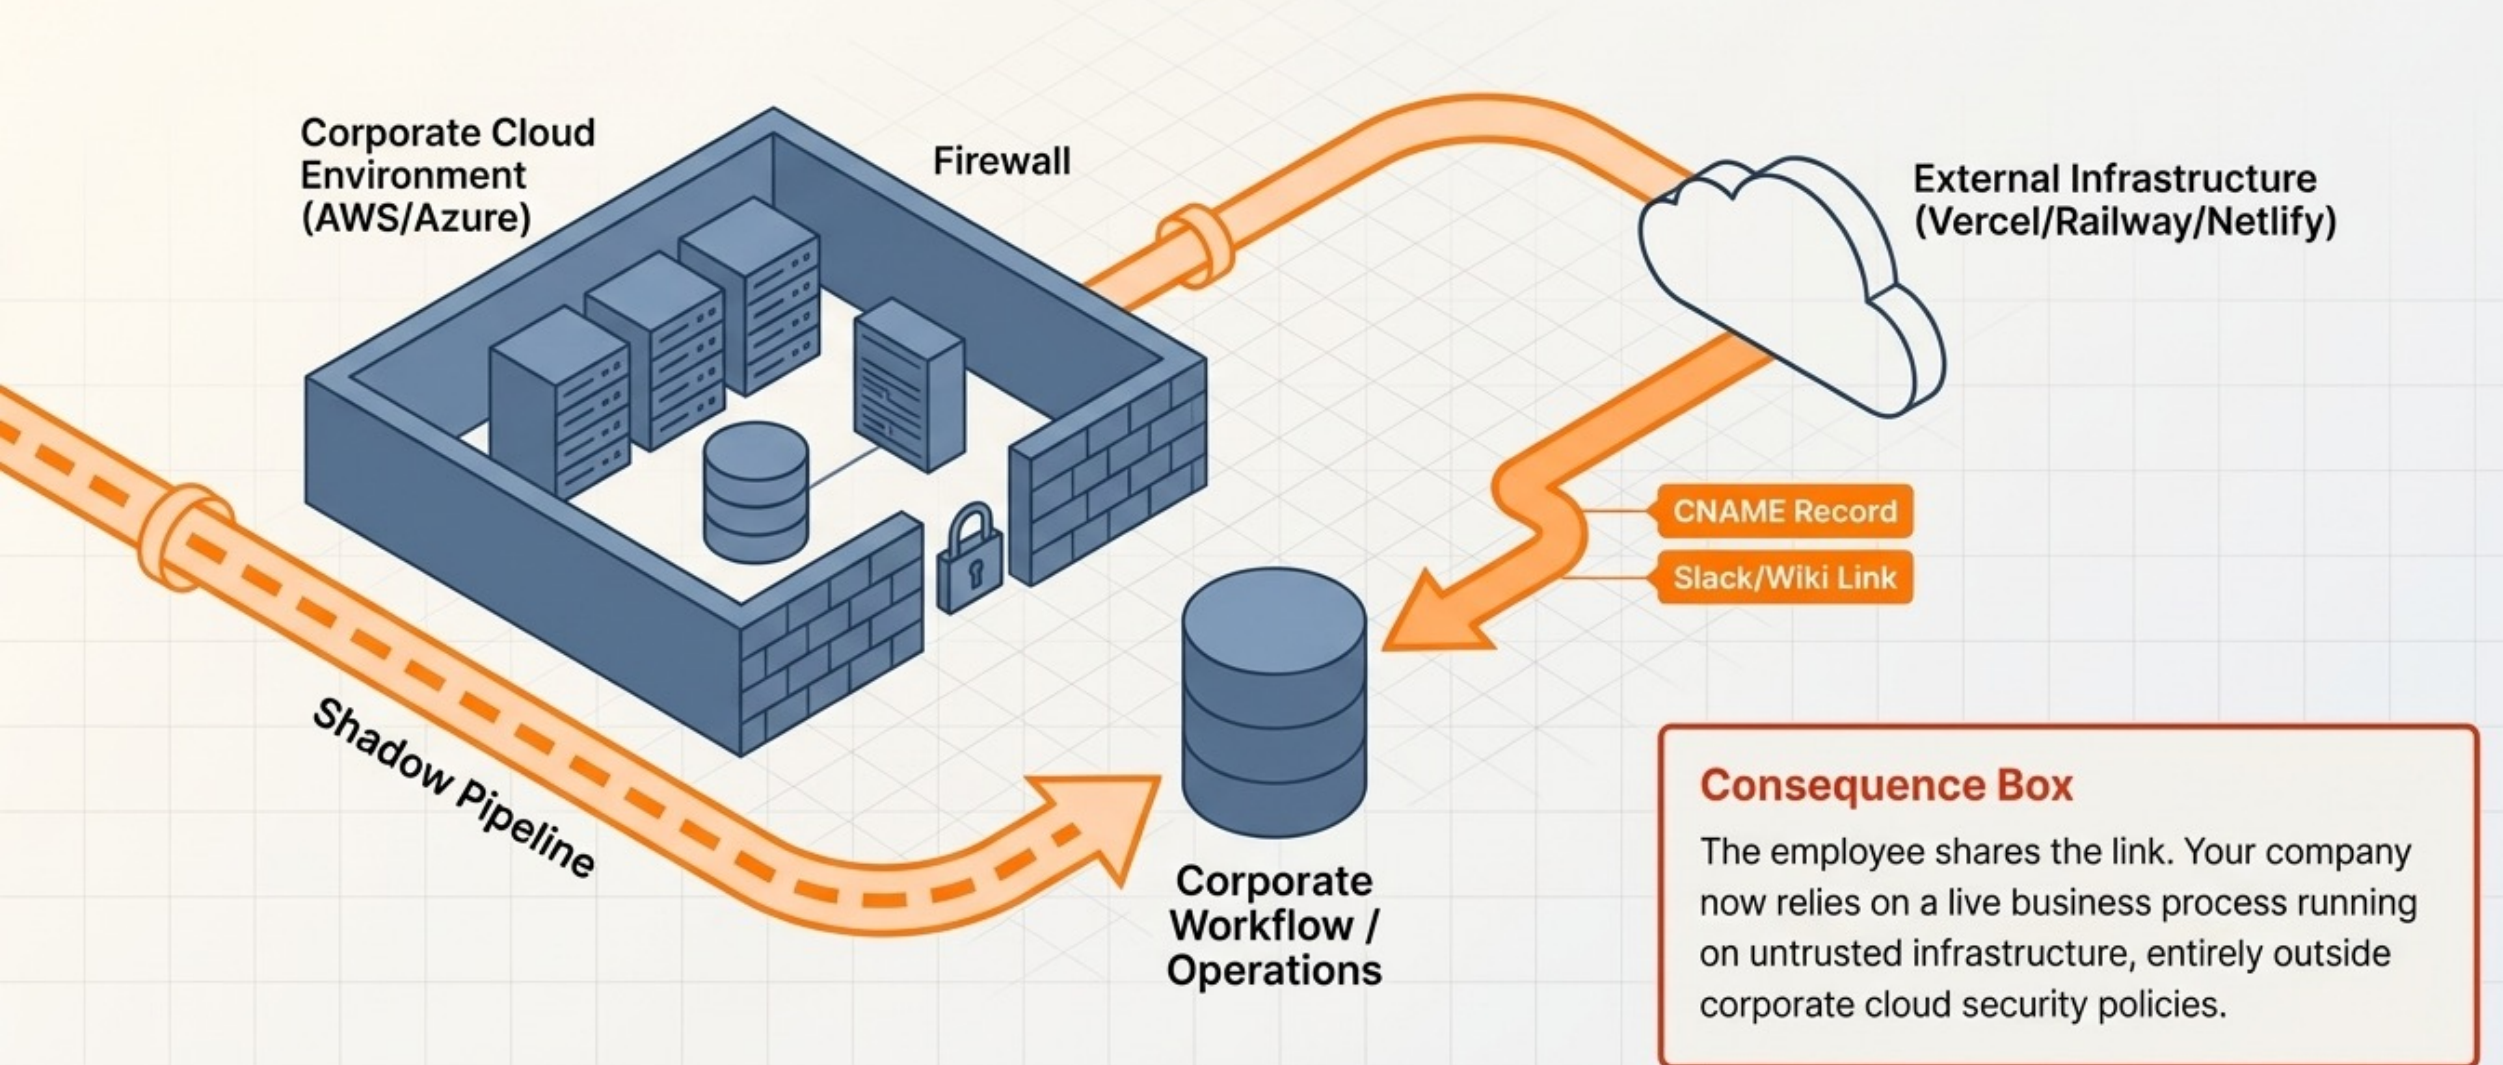 Corporate Cloud
Environment
(AWS/Azure)
Firewall
External Infrastructure
(Vercel/Railway/Netlify)
CNAME Record
Slack/Wiki Link
Shadow Pipeline
Corporate
Workflow /
Operations
Consequence Box
The employee shares the link. Your company
now relies on a live business process running
on untrusted infrastructure, entirely outside
corporate cloud security policies.